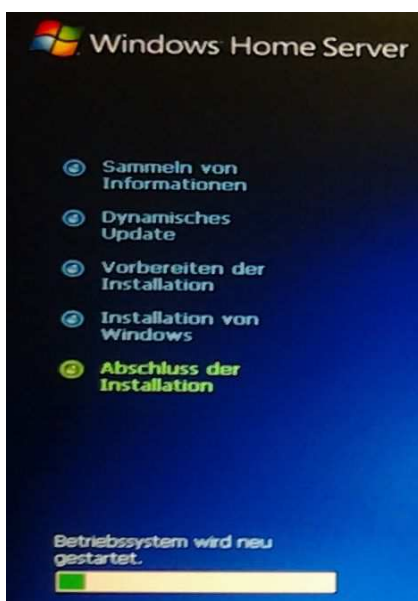 Windows Home Server
Sammeln von
Informationen
Dynamisches
Update
Vorbereiten der
Installation
Installation von
Windows
Abschluss der
Installation
Betriebssystem wird neu
gestartet.